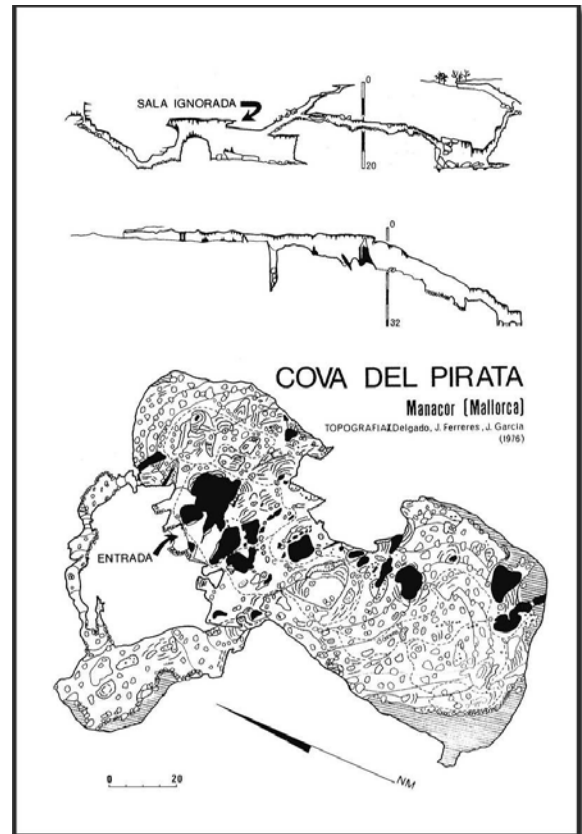 SALA IGNORADA
0
20
0
32
COVA DEL PIRATA
Manacor (Mallorca)
TOPOGRAFIA: Delgado, J. Ferreres, J. Garcia
(1976)
ENTRADA
NM
0 20